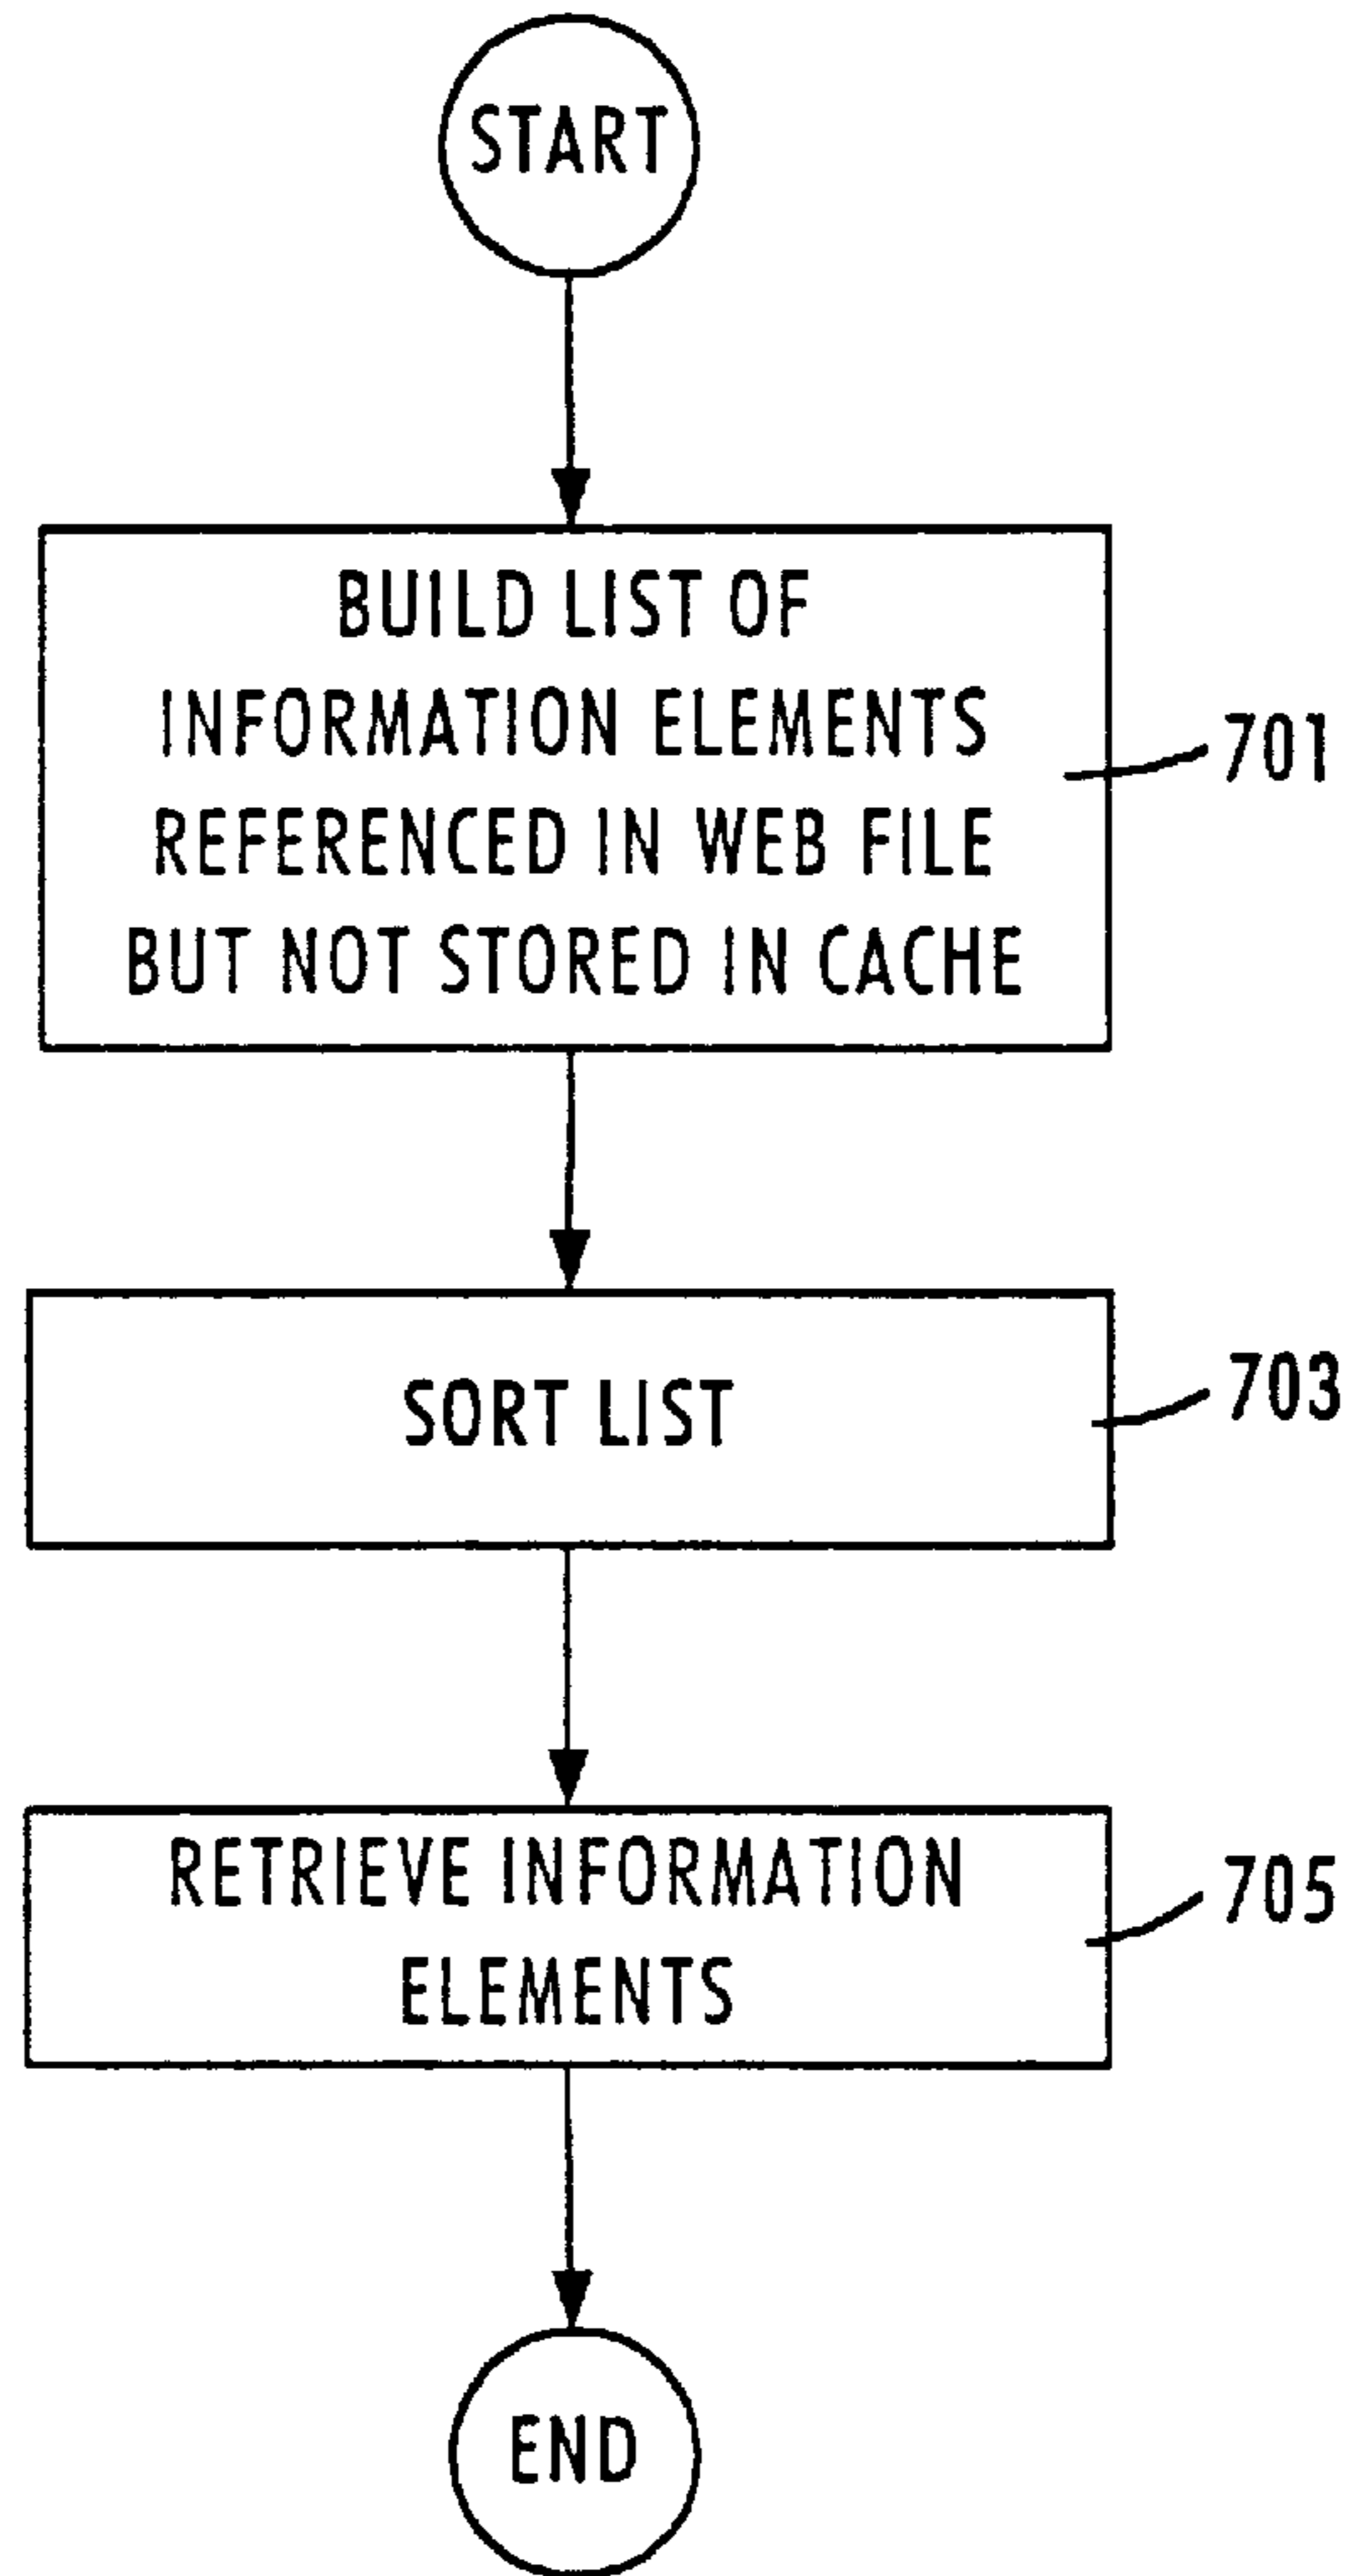 START
BUILD LIST OF
INFORMATION ELEMENTS
REFERENCED IN WEB FILE
BUT NOT STORED IN CACHE
701
SORT LIST
703
RETRIEVE INFORMATION
ELEMENTS
705
END